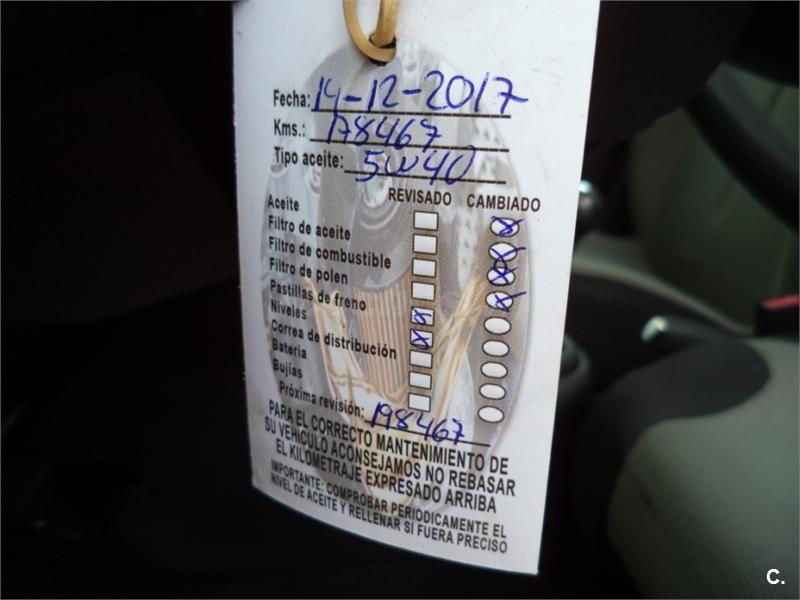 Fecha: 14-12-2017
Kms.: 178467
Tipo aceite: 5W40
REVISADO CAMBIADO
Aceite
Filtro de aceite
Filtro de combustible
Filtro de polen
Pastillas de freno
Niveles
Correa de distribución
Bateria
Bujías
Próxima revisión: 198467
PARA EL CORRECTO MANTENIMIENTO DE
SU VEHICULO ACONSEJAMOS NO REBASAR
EL KILOMETRAJE EXPRESADO ARRIBA
IMPORTANTE: COMPROBAR PERIODICAMENTE EL
NIVEL DE ACEITE Y RELLENAR SI FUERA PRECISO
C.